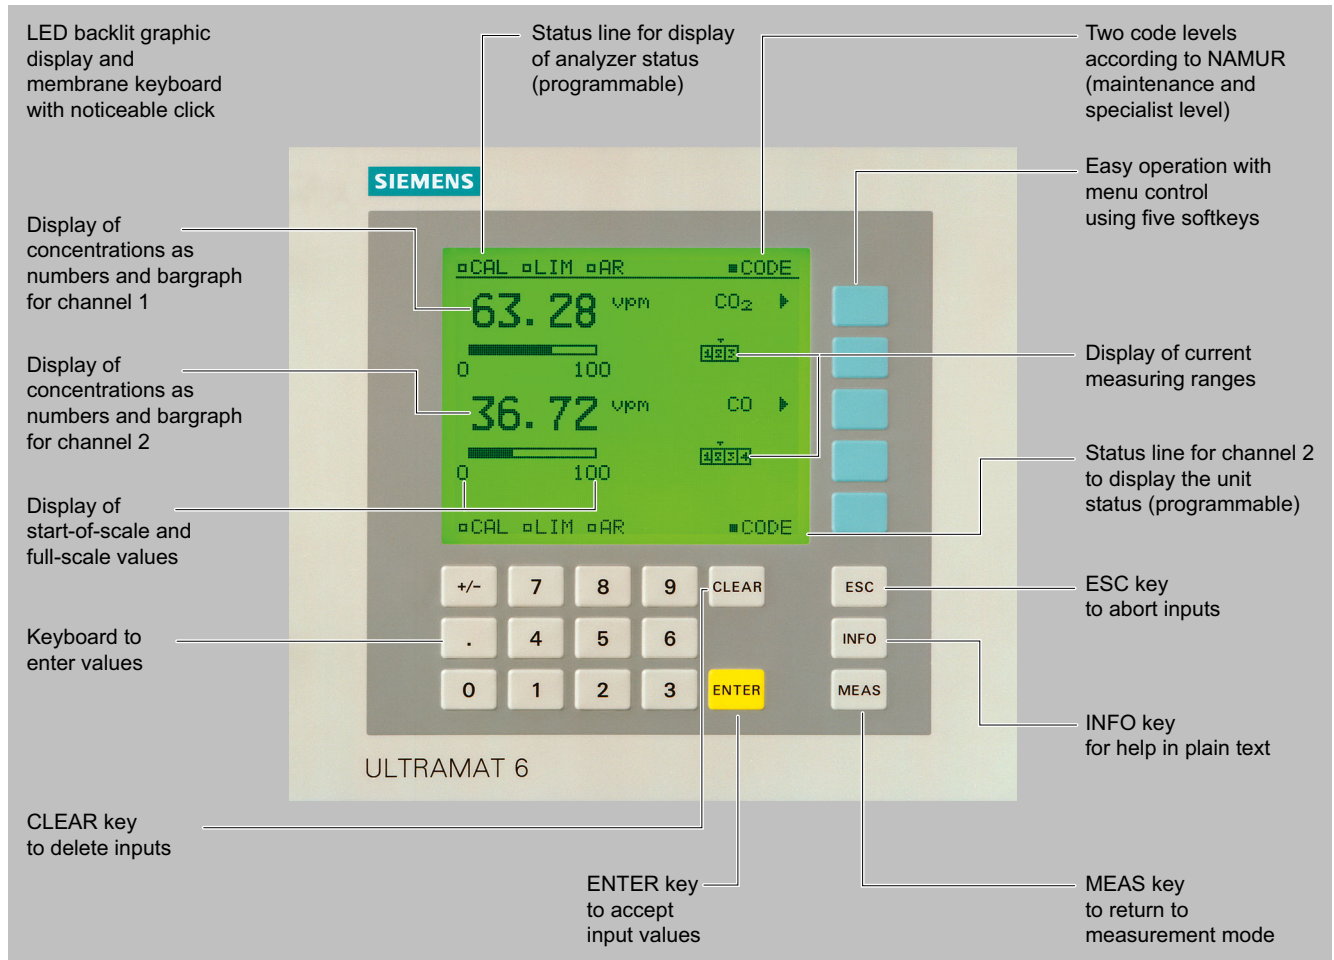 LED backlit graphic
display and
membrane keyboard
with noticeable click
Status line for display
of analyzer status
(programmable)
Two code levels
according to NAMUR
(maintenance and
specialist level)
Easy operation with
menu control
using five softkeys
SIEMENS
Display of
concentrations as
numbers and bargraph
for channel 1
CAL LIM AR CODE
63.28 vpm CO₂
1 2 3
0 100
Display of current
measuring ranges
Display of
concentrations as
numbers and bargraph
for channel 2
36.72 vpm CO
1 2 3 4
0 100
Status line for channel 2
to display the unit
status (programmable)
Display of
start-of-scale and
full-scale values
CAL LIM AR CODE
+/- 7 8 9 CLEAR ESC
ESC key
to abort inputs
Keyboard to
enter values
. 4 5 6 INFO
0 1 2 3 ENTER MEAS
INFO key
for help in plain text
ULTRAMAT 6
CLEAR key
to delete inputs
ENTER key
to accept
input values
MEAS key
to return to
measurement mode